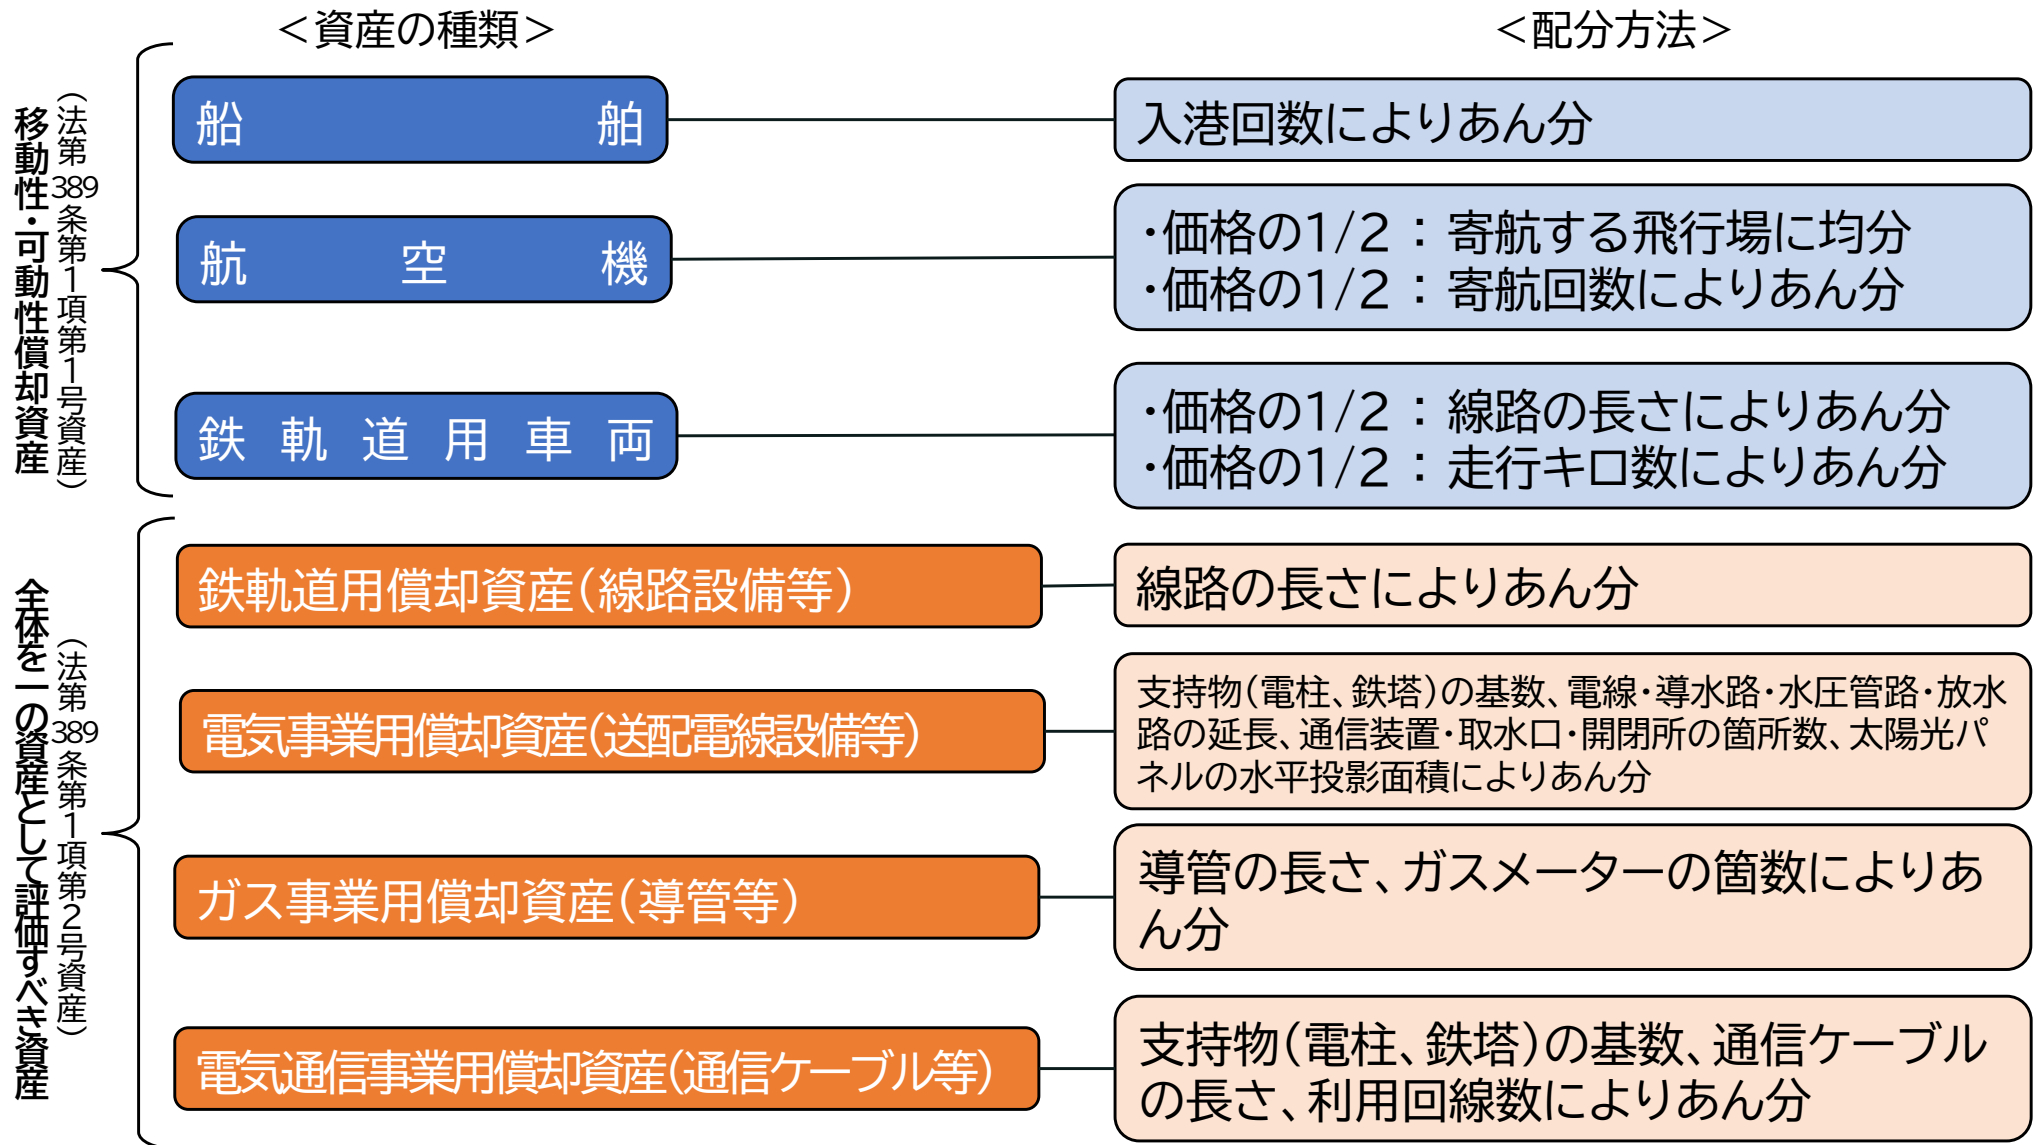 ＜資産の種類＞
＜配分方法＞
移動性・可動性償却資産
（法第389条第１項第１号資産）
船舶
入港回数によりあん分
航空機
・価格の1/2：寄航する飛行場に均分
・価格の1/2：寄航回数によりあん分
鉄軌道用車両
・価格の1/2：線路の長さによりあん分
・価格の1/2：走行キロ数によりあん分
全体を一の資産として評価すべき資産
（法第389条第１項第２号資産）
鉄軌道用償却資産（線路設備等）
線路の長さによりあん分
電気事業用償却資産（送配電線設備等）
支持物（電柱、鉄塔）の基数、電線・導水路・水圧管路・放水
路の延長、通信装置・取水口・開閉所の箇所数、太陽光パ
ネルの水平投影面積によりあん分
ガス事業用償却資産（導管等）
導管の長さ、ガスメーターの箇数によりあ
ん分
電気通信事業用償却資産（通信ケーブル等）
支持物（電柱、鉄塔）の基数、通信ケーブル
の長さ、利用回線数によりあん分